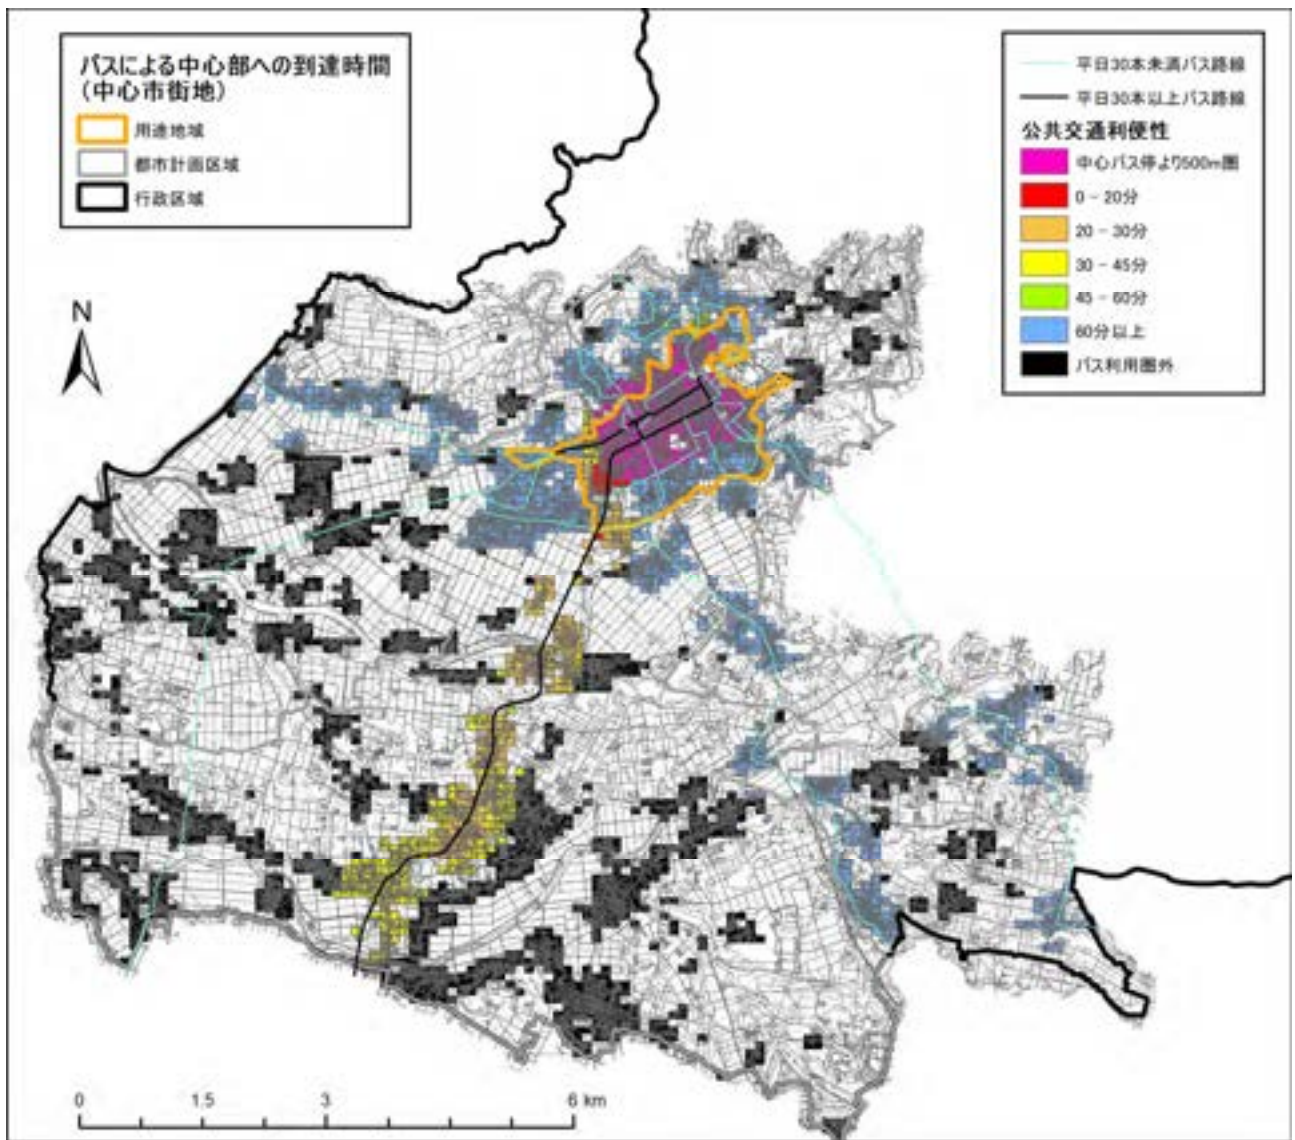 バスによる中心部への到達時間
(中心市街地)
用途地域
都市計画区域
行政区域
平日30本未満バス路線
平日30本以上バス路線
公共交通利便性
中心バス停より500m圏
0 - 20分
20 - 30分
30 - 45分
45 - 60分
60分以上
バス利用圏外
N
0 1.5 3 6 km